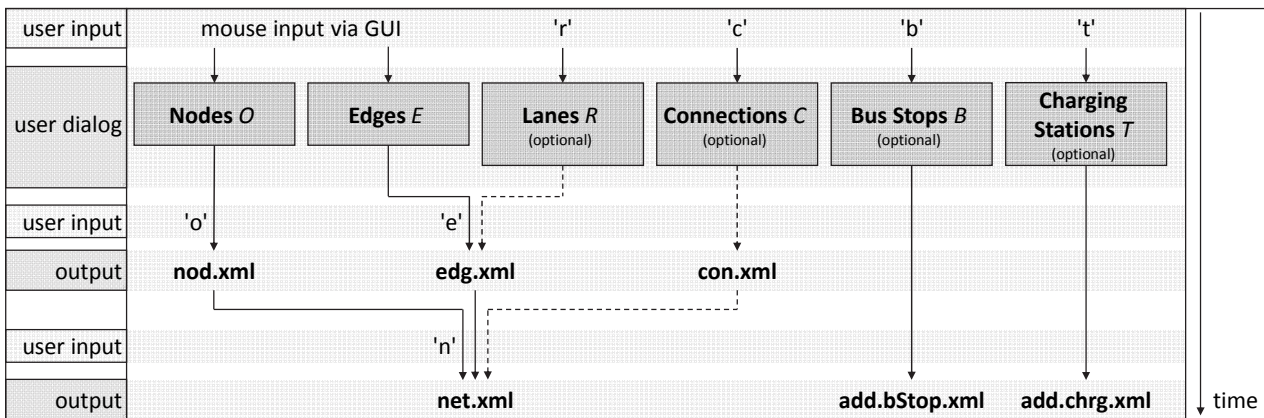 user input
mouse input via GUI
'r'
'c'
'b'
't'
user dialog
Nodes O
Edges E
Lanes R
(optional)
Connections C
(optional)
Bus Stops B
(optional)
Charging
Stations T
(optional)
user input
'o'
'e'
output
nod.xml
edg.xml
con.xml
user input
'n'
output
net.xml
add.bStop.xml
add.chrg.xml
time